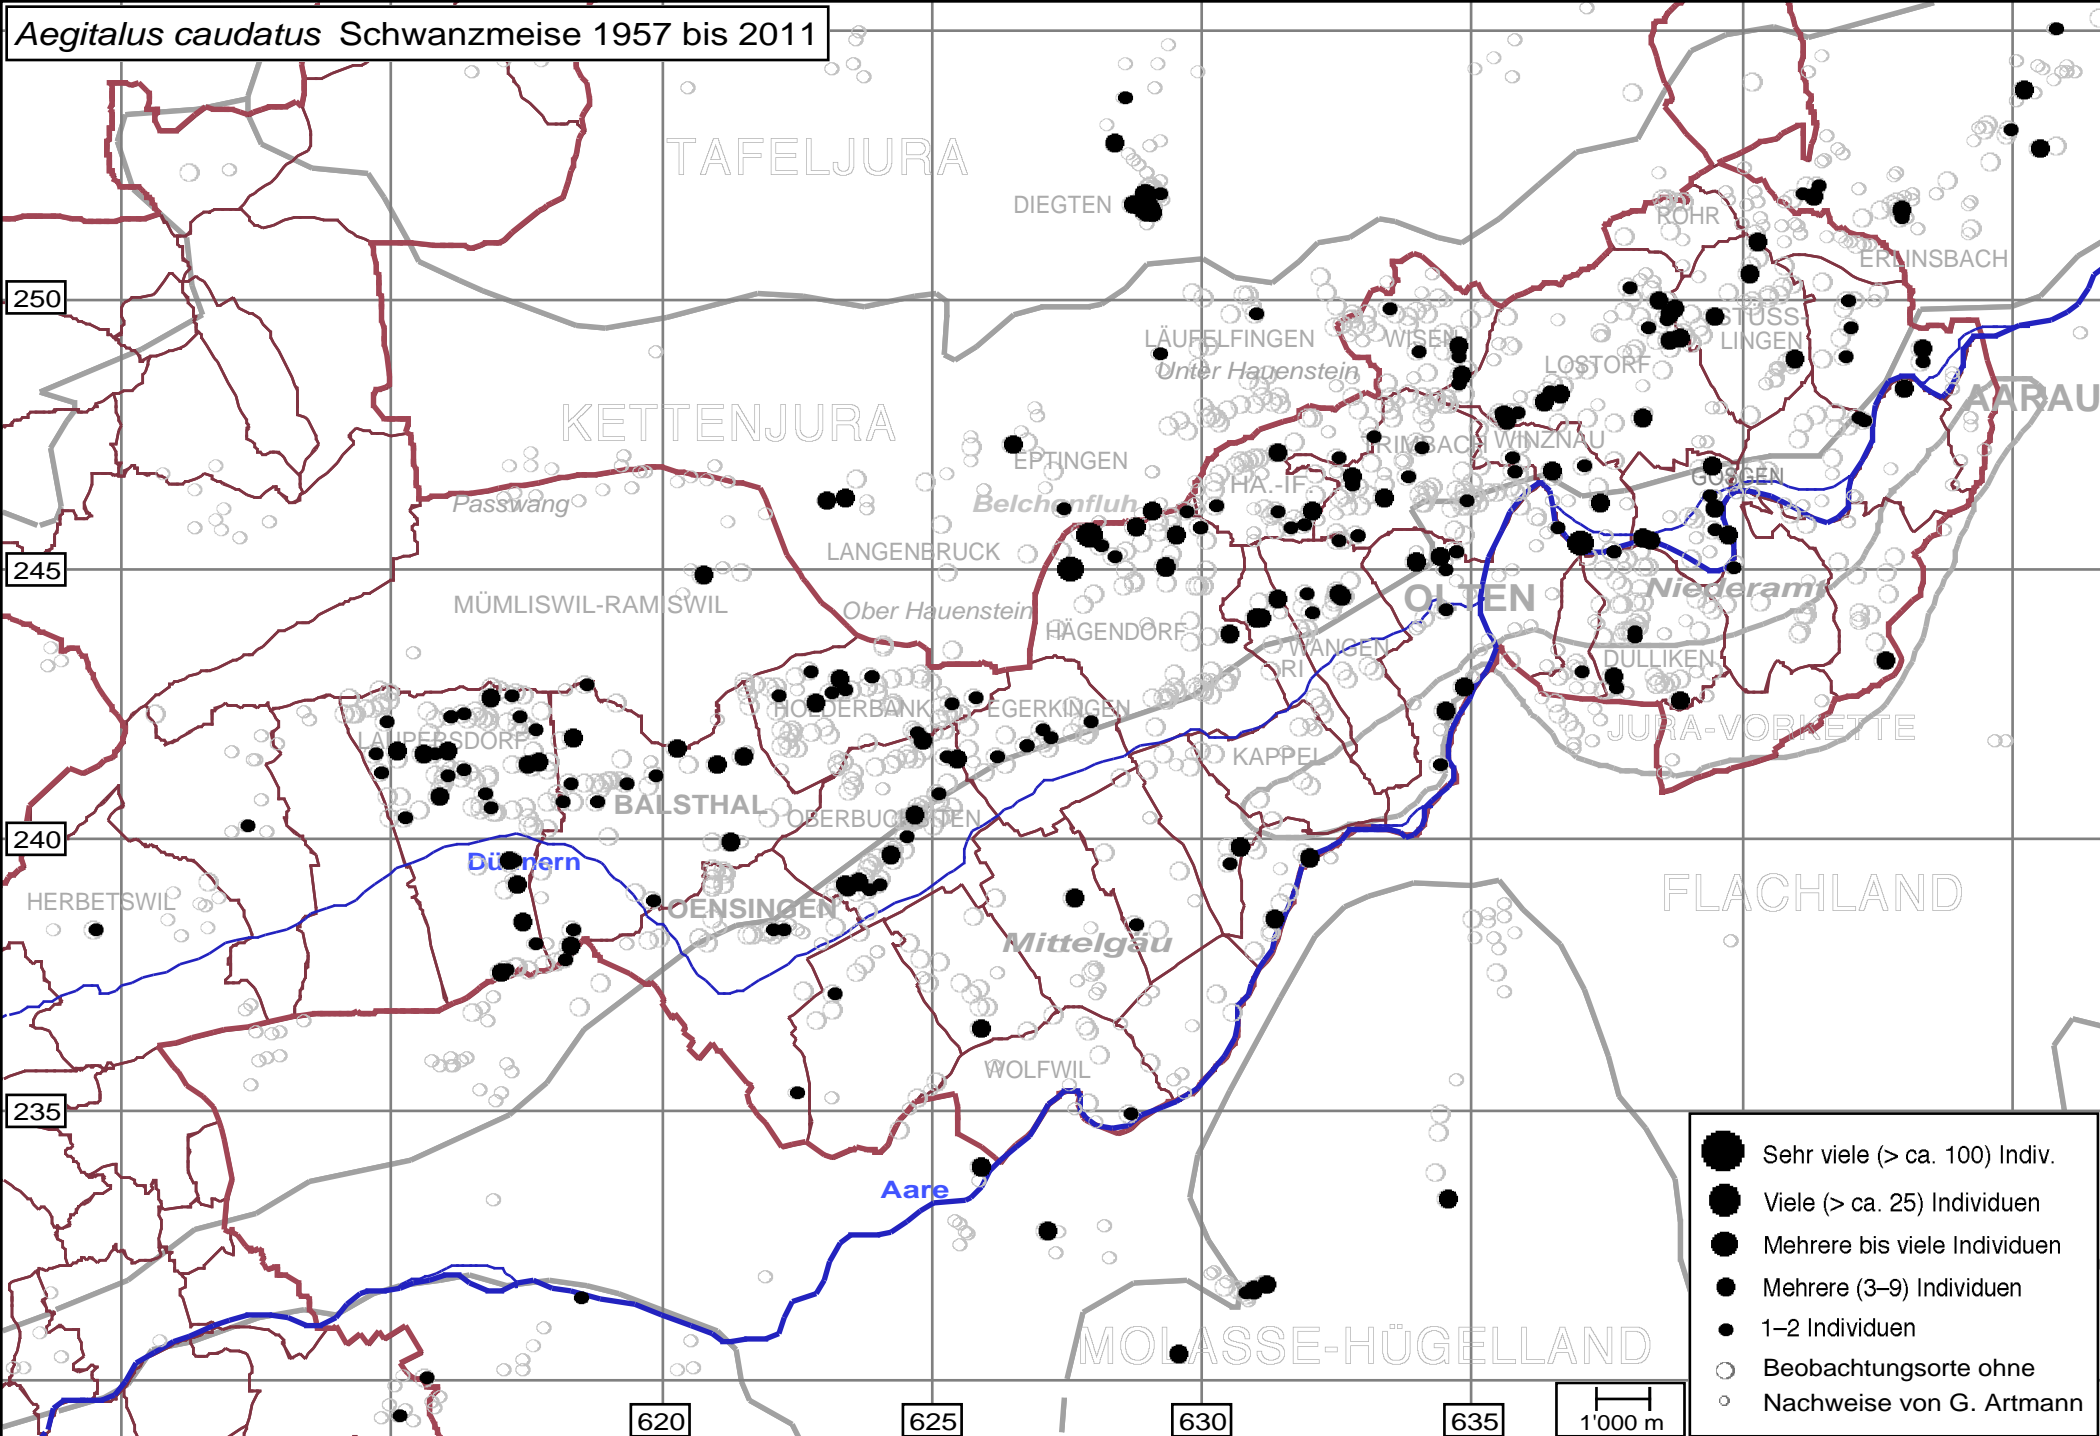 Aegitalus caudatus Schwanzmeise 1957 bis 2011
TAFELJURA
DIEGTEN
ROHR
ERLINSBACH
250
LÄUFELFINGEN
WISEN
STÜSS-
LINGEN
Unter Hauenstein
LOSTORF
AARAU
KETTENJURA
TRIMBACH
WINZNAU
EPTINGEN
GÖSGEN
HA.-IF.
Passwang
Belchenfluh
LANGENBRUCK
245
MÜMLISWIL-RAMISWIL
Ober Hauenstein
OLTEN
Niederamt
HÄGENDORF
WANGEN
RI
DULLIKEN
HOLDERBANK
EGERKINGEN
JURA-VORKETTE
LAUPERSDORF
KAPPEL
BALSTHAL
OBERBUCHSITEN
240
Dünnern
HERBETSWIL
OENSINGEN
FLACHLAND
Mittelgäu
WOLFWIL
235
Aare
MOLASSE-HÜGELLAND
Sehr viele (> ca. 100) Indiv.
Viele (> ca. 25) Individuen
Mehrere bis viele Individuen
Mehrere (3–9) Individuen
1–2 Individuen
Beobachtungsorte ohne
Nachweise von G. Artmann
620
625
630
635
1'000 m